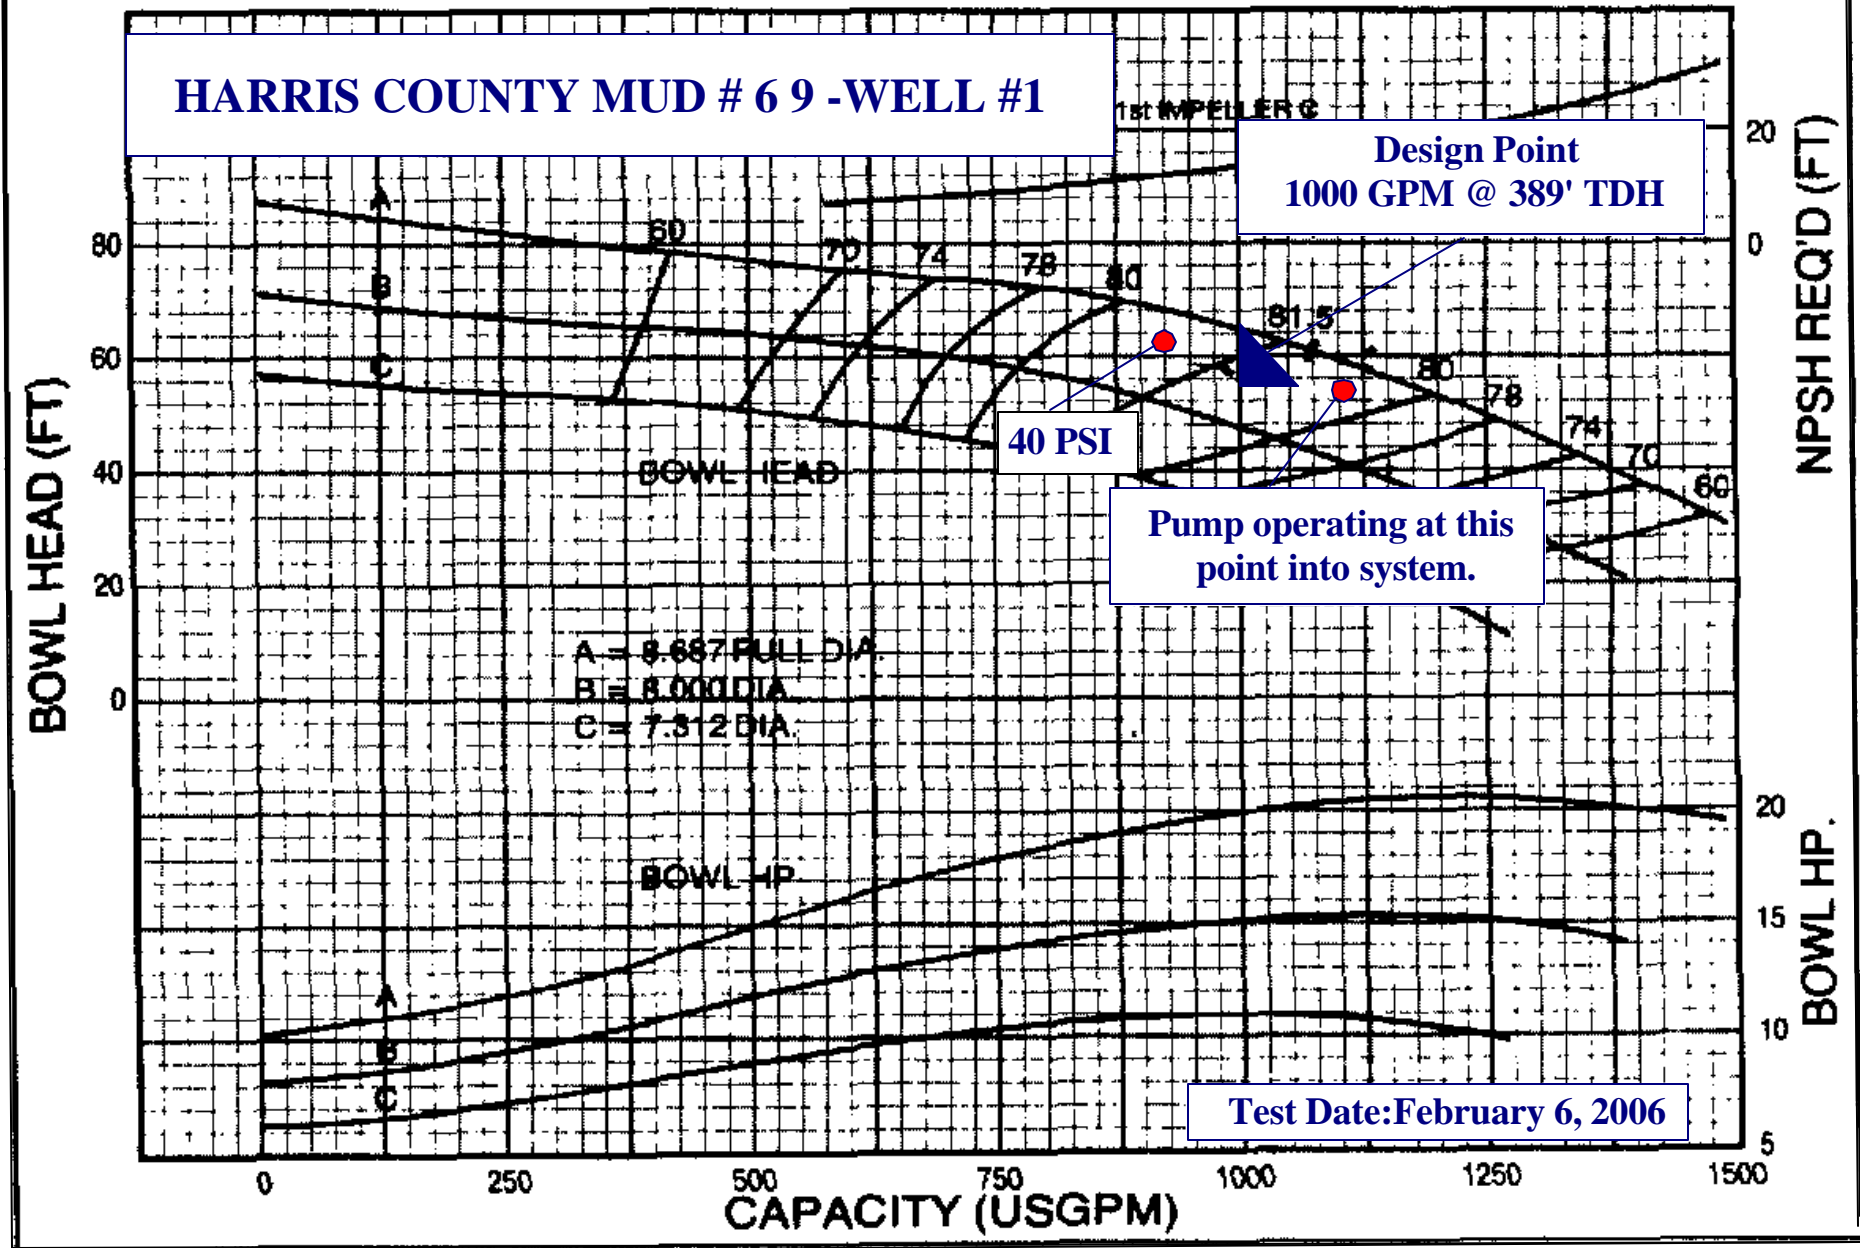 HARRIS COUNTY MUD # 6 9 -WELL #1
1st IMPELLER
Design Point
1000 GPM @ 389' TDH
20
0
NPSH REQ'D (FT)
A
B
C
60
70
74
78
80
81.5
80
78
74
70
60
80
60
40
20
0
BOWL HEAD (FT)
40 PSI
BOWL HEAD
Pump operating at this
point into system.
A = 8.687 FULL DIA.
B = 8.000 DIA.
C = 7.312 DIA.
BOWL HP.
A
B
C
20
15
10
5
BOWL HP.
Test Date:February 6, 2006
0 250 500 750 1000 1250 1500
CAPACITY (USGPM)